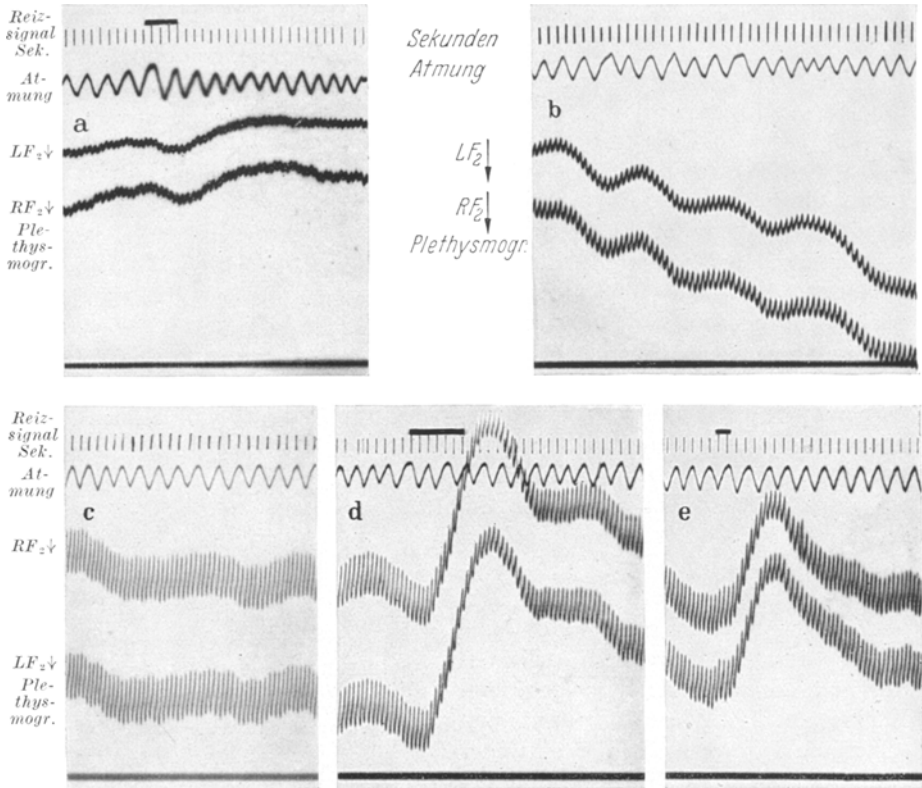 Reiz-
signal
Sek.
At-
mung
a
LF₂↓
RF₂↓
Ple-
thys-
mogr.
Sekunden
Atmung
b
LF₂
RF₂
Plethysmogr.
Reiz-
signal
Sek.
At-
mung
c
d
e
RF₂↓
LF₂↓
Ple-
thys-
mogr.